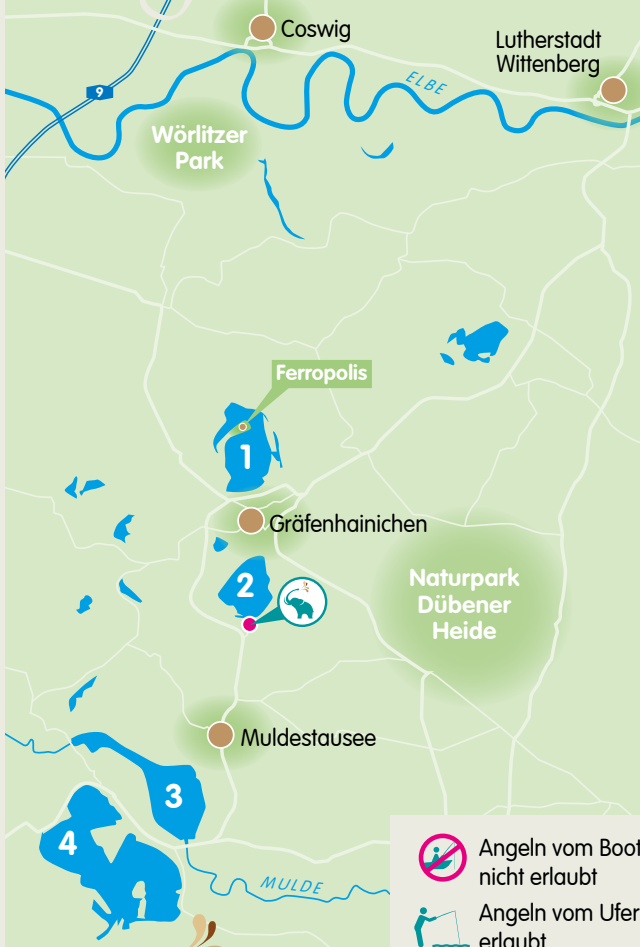 Coswig
Lutherstadt
Wittenberg
9
ELBE
Wörlitzer
Park
Ferropolis
1
Gräfenhainichen
2
Naturpark
Dübener
Heide
Muldestausee
3
4
MULDE
Angeln vom Boot
nicht erlaubt
Angeln vom Ufer
erlaubt